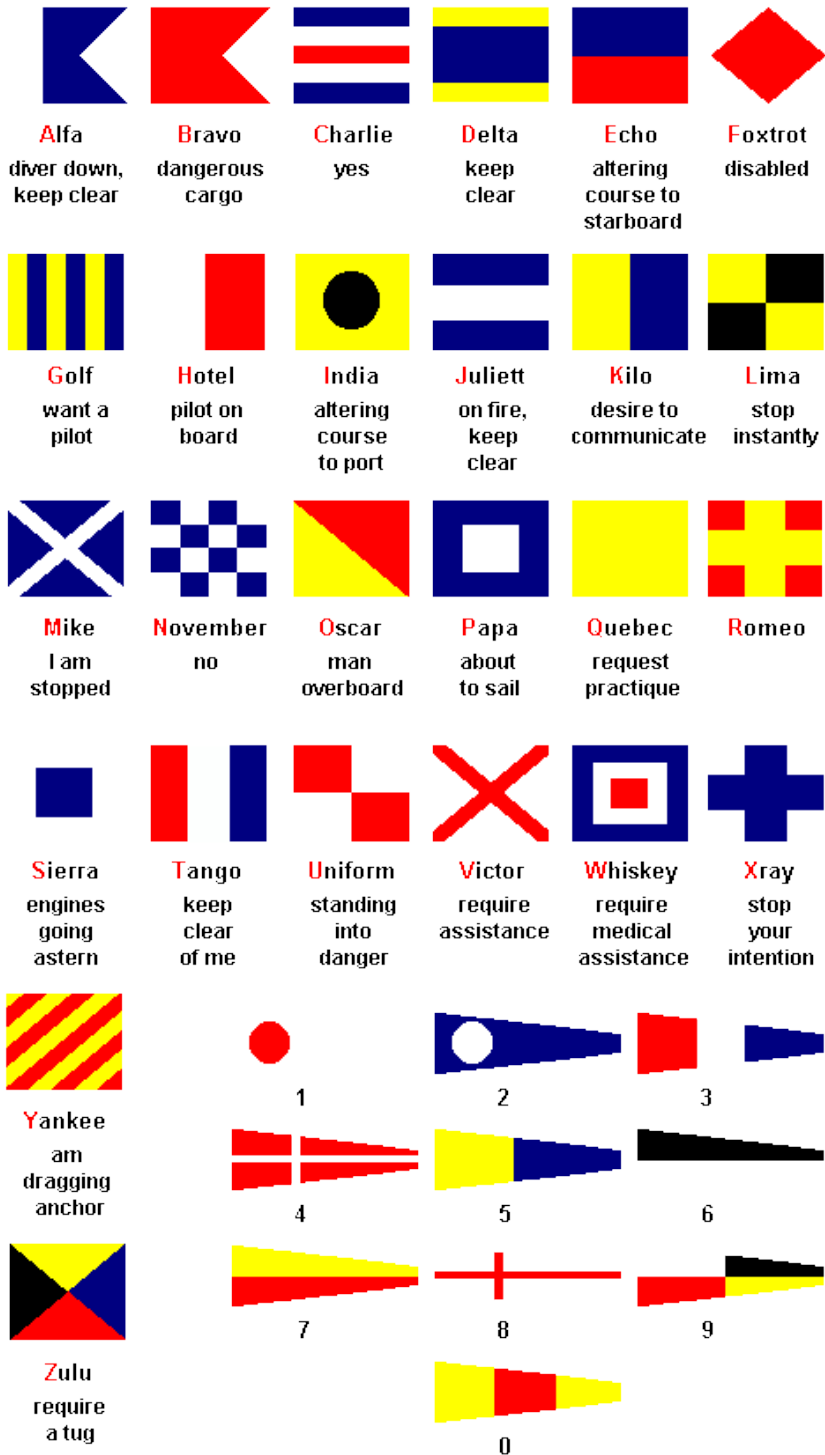 Alfa Bravo Charlie Delta Echo Foxtrot
diver down, dangerous yes keep altering disabled
keep clear cargo clear course to
starboard
Golf Hotel India Juliett Kilo Lima
want a pilot on altering on fire, desire to stop
pilot board course keep communicate instantly
to port clear
Mike November Oscar Papa Quebec Romeo
I am no man about request
stopped overboard to sail practique
Sierra Tango Uniform Victor Whiskey Xray
engines keep standing require require stop
going clear into assistance medical your
astern of me danger assistance intention
1 2 3
Yankee
am
dragging
anchor
4 5 6
7 8 9
Zulu
require
a tug
0